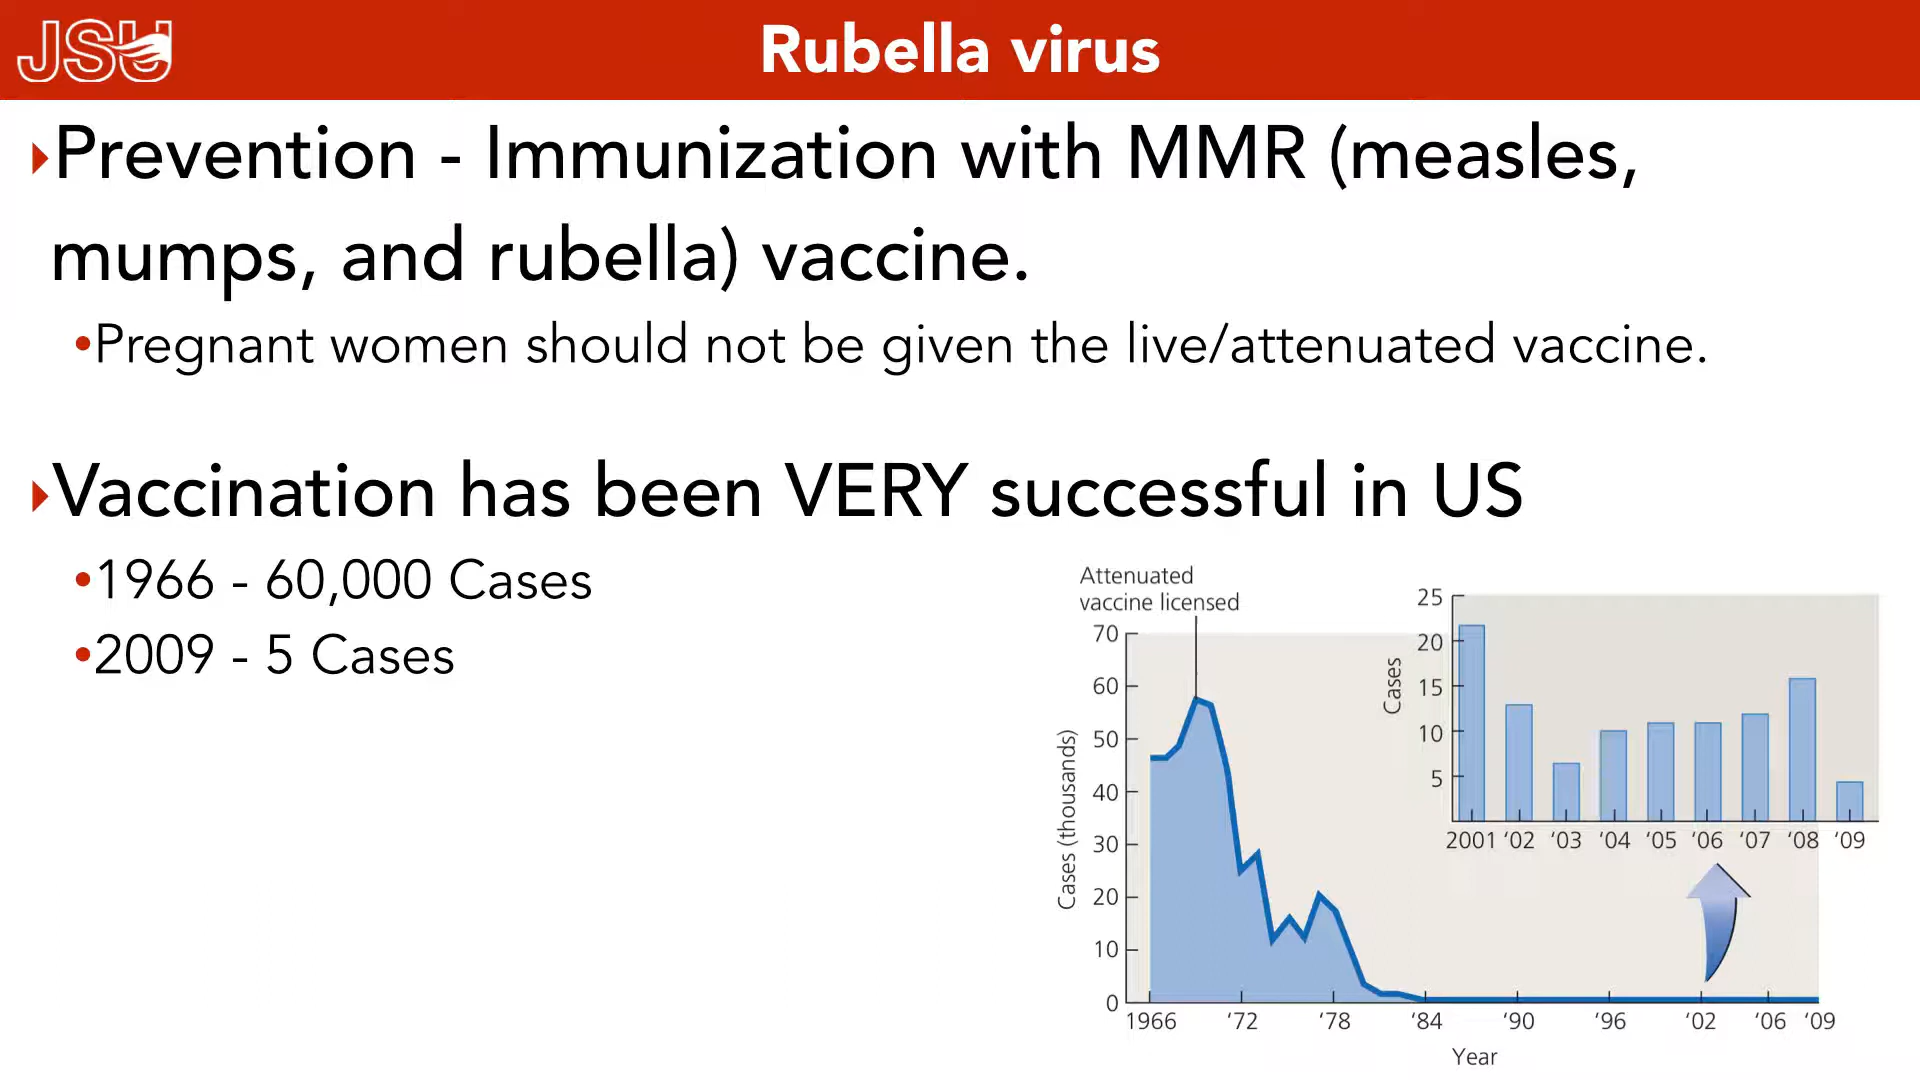 JSU
Rubella virus
Prevention - Immunization with MMR (measles,
mumps, and rubella) vaccine.
•Pregnant women should not be given the live/attenuated vaccine.
Vaccination has been VERY successful in US
•1966 - 60,000 Cases
•2009 - 5 Cases
Attenuated
vaccine licensed
70
60
50
40
30
20
10
0
Cases (thousands)
1966 ‘72 ‘78 ‘84 ‘90 ‘96 ‘02 ‘06 ‘09
Year
25
20
15
10
5
Cases
2001 ‘02 ‘03 ‘04 ‘05 ‘06 ‘07 ‘08 ‘09